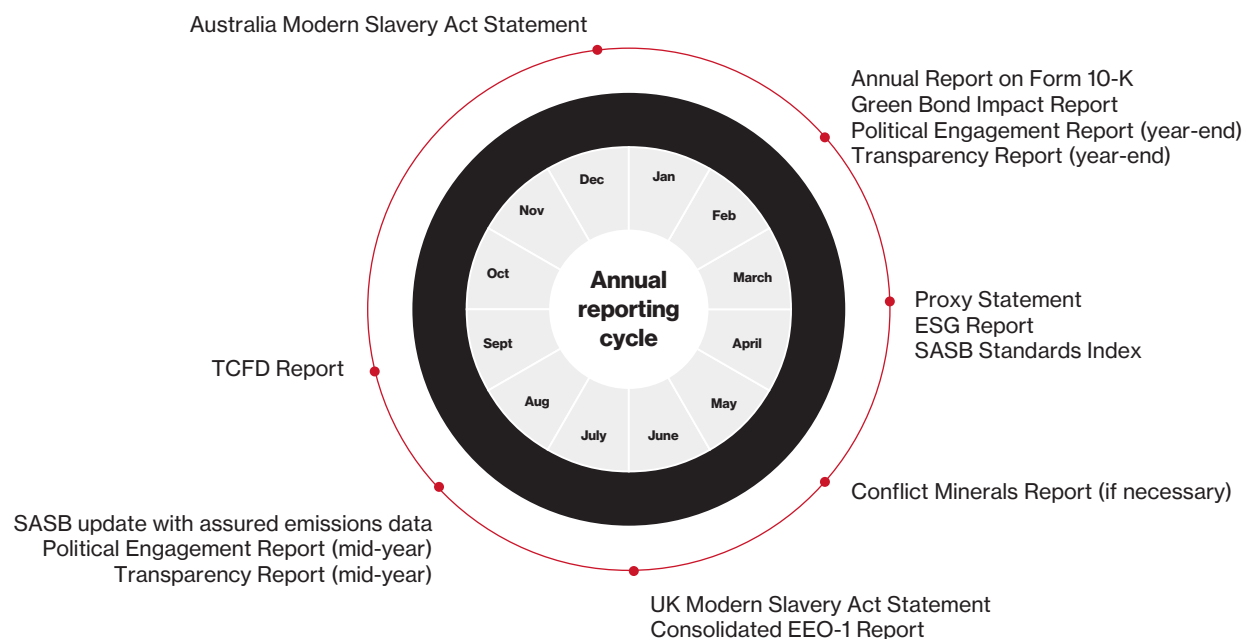 Australia Modern Slavery Act Statement
Annual Report on Form 10-K
Green Bond Impact Report
Political Engagement Report (year-end)
Transparency Report (year-end)
Proxy Statement
ESG Report
SASB Standards Index
Conflict Minerals Report (if necessary)
UK Modern Slavery Act Statement
Consolidated EEO-1 Report
SASB update with assured emissions data
Political Engagement Report (mid-year)
Transparency Report (mid-year)
TCFD Report
Jan
Feb
March
April
May
June
July
Aug
Sept
Oct
Nov
Dec
Annual
reporting
cycle